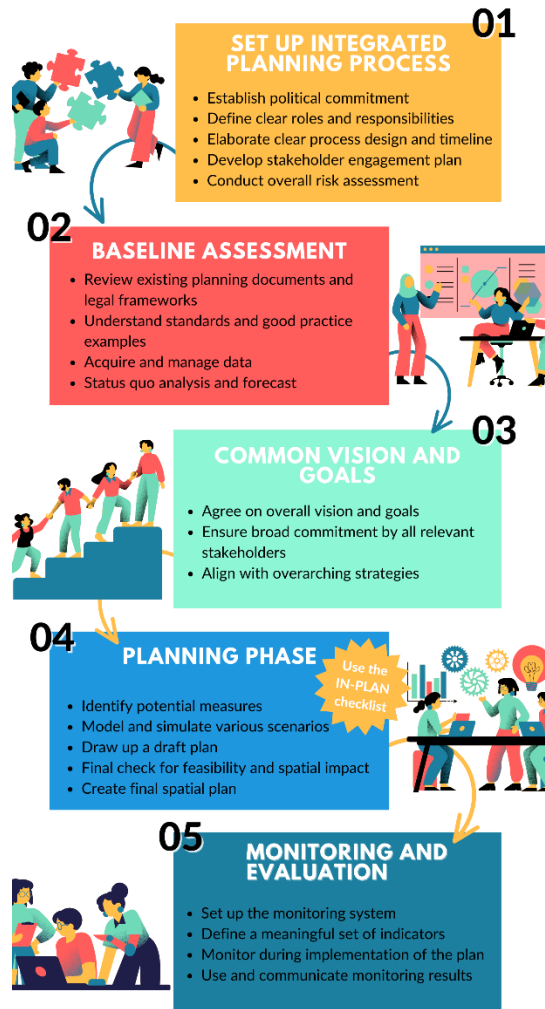 01
SET UP INTEGRATED
PLANNING PROCESS
• Establish political commitment
• Define clear roles and responsibilities
• Elaborate clear process design and timeline
• Develop stakeholder engagement plan
• Conduct overall risk assessment
02
BASELINE ASSESSMENT
• Review existing planning documents and
legal frameworks
• Understand standards and good practice
examples
• Acquire and manage data
• Status quo analysis and forecast
03
COMMON VISION AND
GOALS
• Agree on overall vision and goals
• Ensure broad commitment by all relevant
stakeholders
• Align with overarching strategies
04
PLANNING PHASE
Use the
IN-PLAN
checklist
• Identify potential measures
• Model and simulate various scenarios
• Draw up a draft plan
• Final check for feasibility and spatial impact
• Create final spatial plan
05
MONITORING AND
EVALUATION
• Set up the monitoring system
• Define a meaningful set of indicators
• Monitor during implementation of the plan
• Use and communicate monitoring results